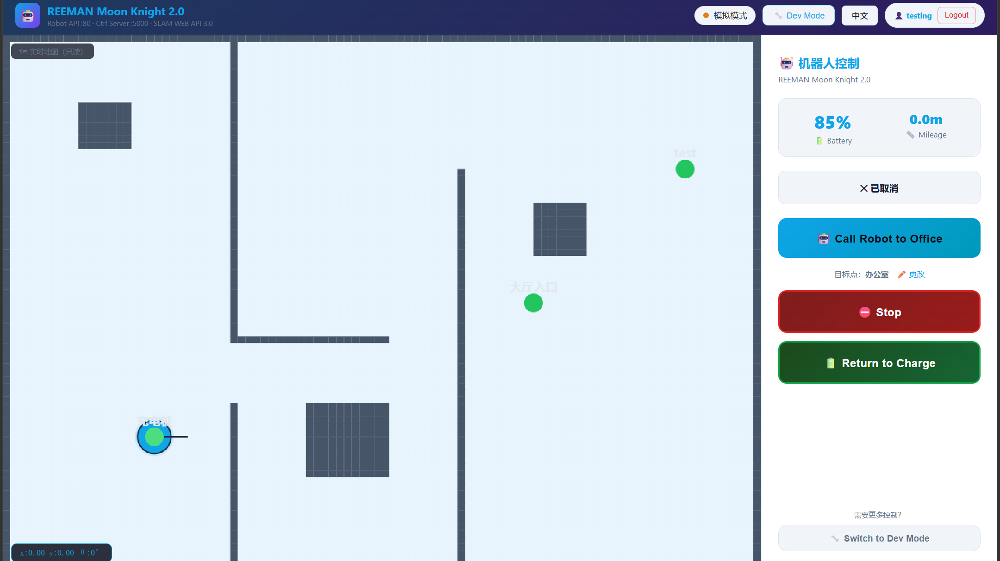 REEMAN Moon Knight 2.0
Robot API :80 · Ctrl Server :5000 · SLAM WEB API 3.0
模拟模式
Dev Mode
中文
testing
Logout
实时地图（只读）
test
大厅入口
充电桩
x:0.00 y:0.00 θ:0°
机器人控制
REEMAN Moon Knight 2.0
85%
Battery
0.0m
Mileage
✕ 已取消
Call Robot to Office
目标点：办公室 更改
Stop
Return to Charge
需要更多控制?
Switch to Dev Mode